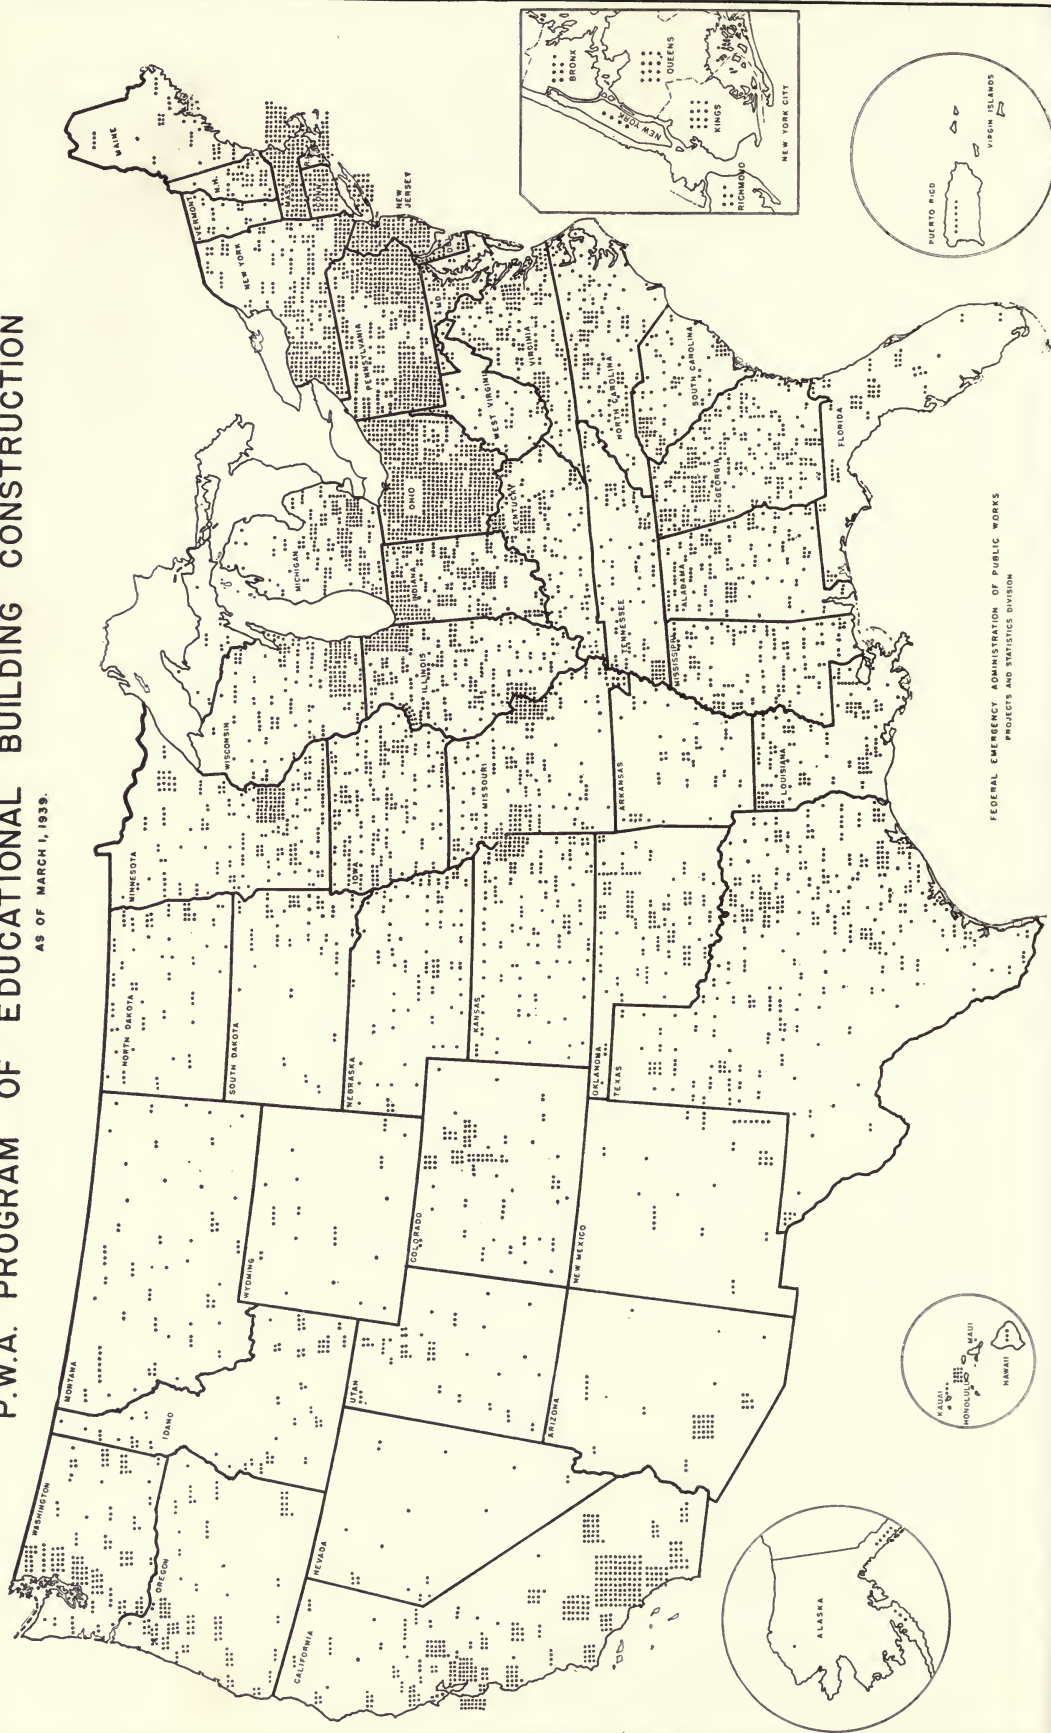 P.W.A. PROGRAM OF EDUCATIONAL BUILDING CONSTRUCTION
AS OF MARCH 1, 1939.
WASHINGTON
OREGON
CALIFORNIA
NEVADA
IDAHO
MONTANA
WYOMING
UTAH
ARIZONA
COLORADO
NEW MEXICO
NORTH DAKOTA
SOUTH DAKOTA
NEBRASKA
KANSAS
OKLAHOMA
TEXAS
MINNESOTA
IOWA
MISSOURI
ARKANSAS
LOUISIANA
WISCONSIN
ILLINOIS
MICHIGAN
INDIANA
OHIO
KENTUCKY
TENNESSEE
MISSISSIPPI
ALABAMA
GEORGIA
FLORIDA
SOUTH CAROLINA
NORTH CAROLINA
VIRGINIA
WEST VIRGINIA
MD.
PENNSYLVANIA
NEW YORK
NEW JERSEY
VERMONT
N.H.
MASS.
CONN.
MAINE
BRONX
QUEENS
NEW YORK
KINGS
RICHMOND
NEW YORK CITY
PUERTO RICO
VIRGIN ISLANDS
ALASKA
KAUAI
HONOLULU
MAUI
HAWAII
FEDERAL EMERGENCY ADMINISTRATION OF PUBLIC WORKS
PROJECTS AND STATISTICS DIVISION